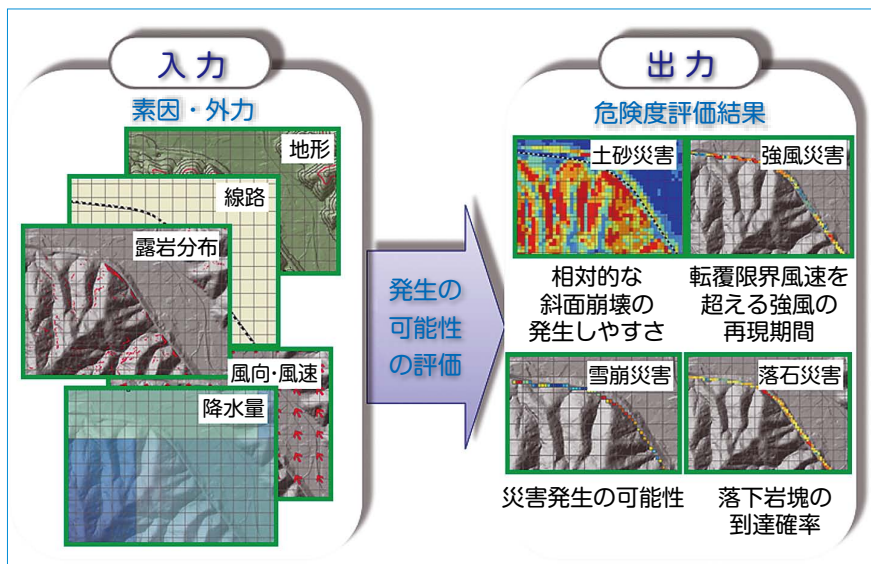 入力
素因・外力
地形
線路
露岩分布
風向・風速
降水量
発生の
可能性
の評価
出力
危険度評価結果
土砂災害
相対的な
斜面崩壊の
発生しやすさ
強風災害
転覆限界風速を
超える強風の
再現期間
雪崩災害
災害発生の可能性
落石災害
落下岩塊の
到達確率